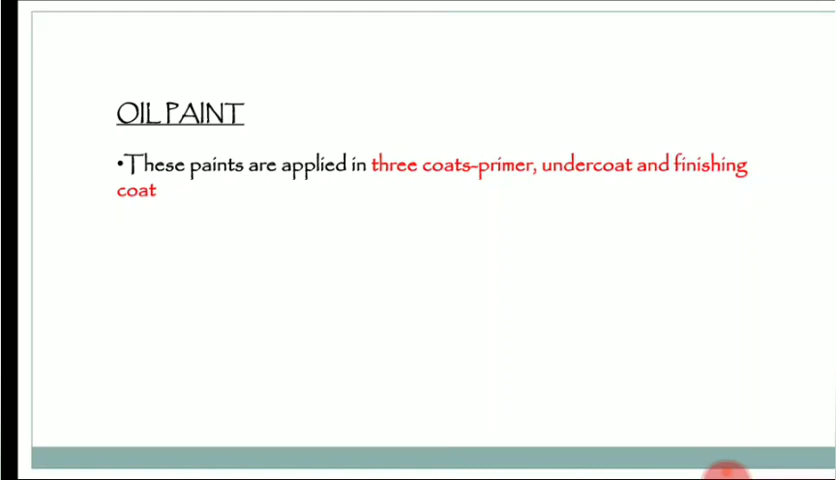 OIL PAINT
•These paints are applied in three coats-primer, undercoat and finishing
coat